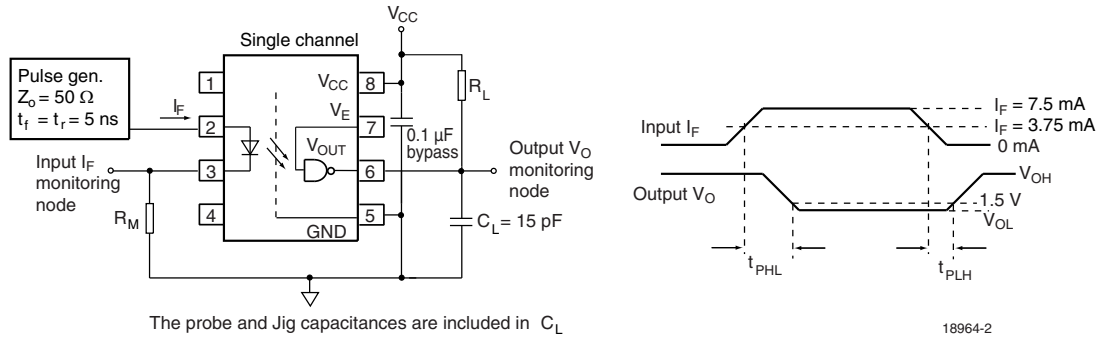 V_CC
Single channel
Pulse gen.
Z_o = 50 Ω
t_f = t_r = 5 ns
I_F
1
2
3
4
V_CC
8
V_E
7
V_OUT
6
5
GND
R_L
0.1 µF
bypass
Input I_F
monitoring
node
R_M
Output V_O
monitoring
node
C_L = 15 pF
The probe and Jig capacitances are included in C_L
Input I_F
I_F = 7.5 mA
I_F = 3.75 mA
0 mA
Output V_O
V_OH
1.5 V
V_OL
t_PHL
t_PLH
18964-2